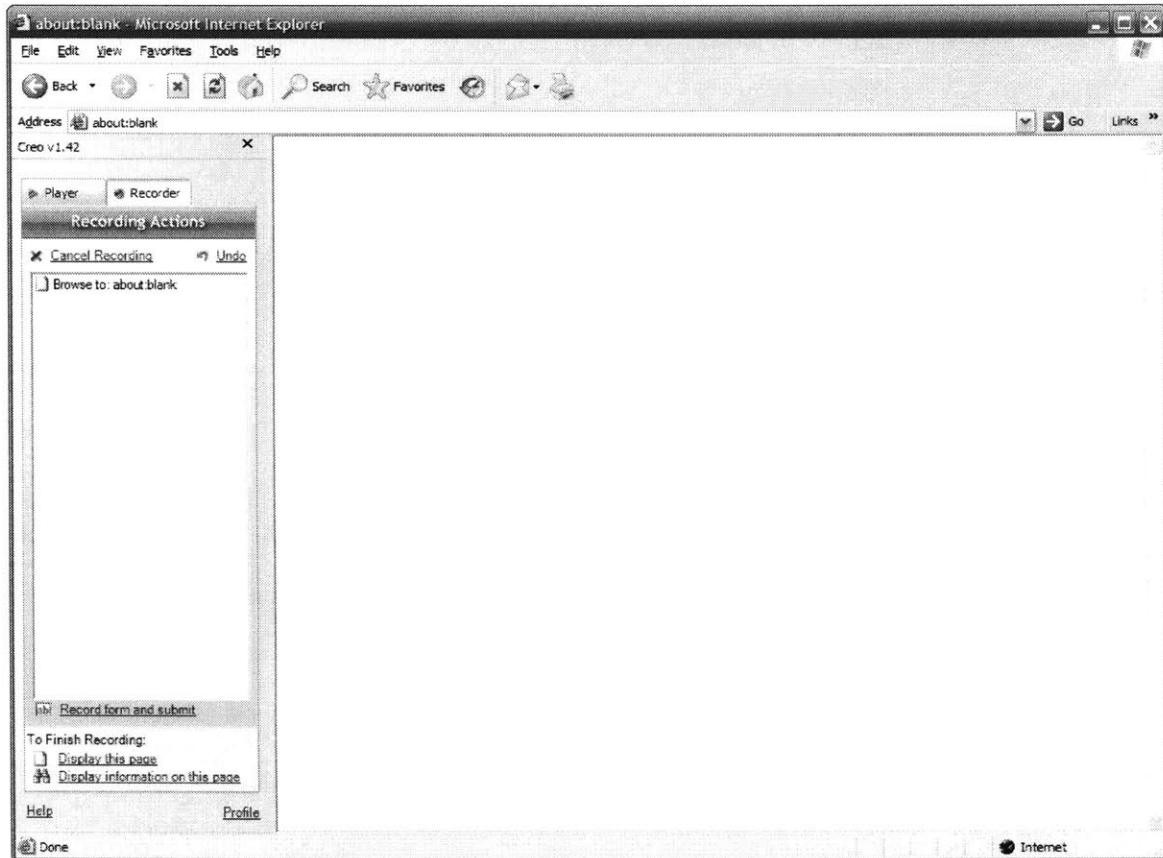 about:blank - Microsoft Internet Explorer
File Edit View Favorites Tools Help
Back Search Favorites
Address about:blank Go Links »
Creo v1.42
Player Recorder
Recording Actions
Cancel Recording Undo
Browse to: about:blank
Record form and submit
To Finish Recording:
Display this page
Display information on this page
Help Profile
Done Internet